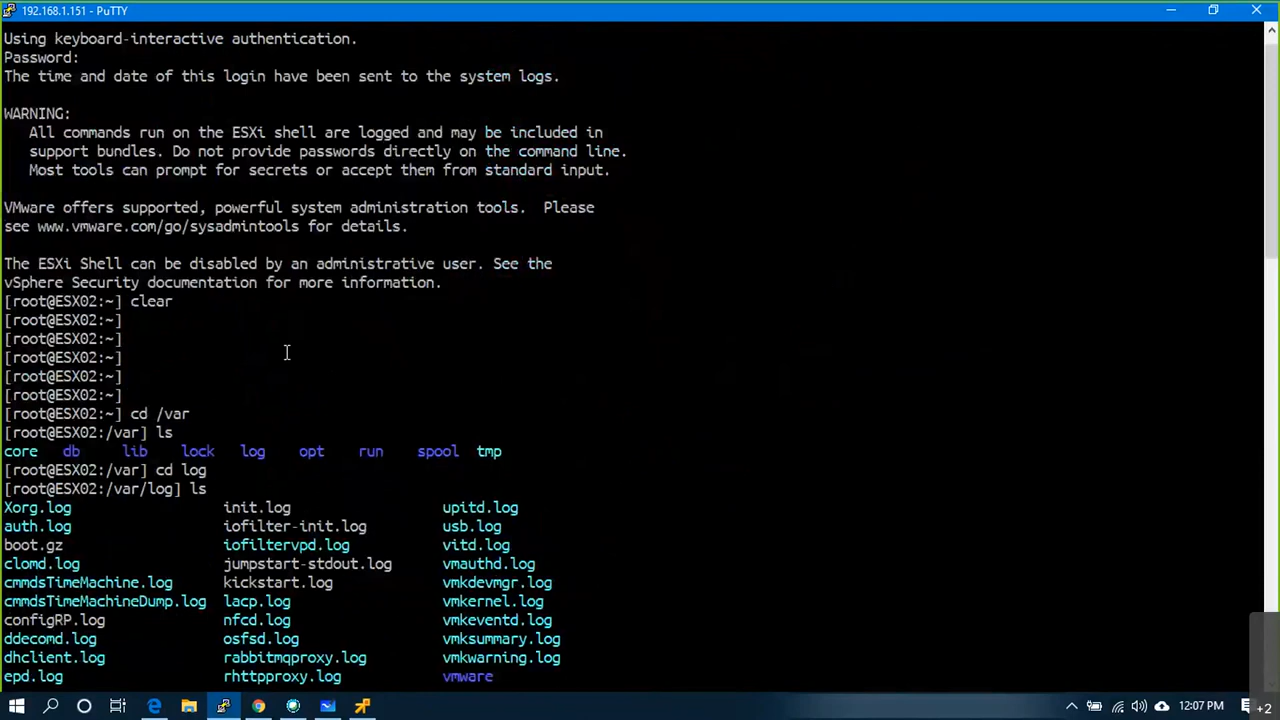 192.168.1.151 - PuTTY
Using keyboard-interactive authentication.
Password:
The time and date of this login have been sent to the system logs.
WARNING:
All commands run on the ESXi shell are logged and may be included in
support bundles. Do not provide passwords directly on the command line.
Most tools can prompt for secrets or accept them from standard input.
VMware offers supported, powerful system administration tools.  Please
see www.vmware.com/go/sysadmintools for details.
The ESXi Shell can be disabled by an administrative user. See the
vSphere Security documentation for more information.
[root@ESX02:~] clear
[root@ESX02:~]
[root@ESX02:~]
[root@ESX02:~]
[root@ESX02:~]
[root@ESX02:~]
[root@ESX02:~] cd /var
[root@ESX02:/var] ls
core db lib lock log opt run spool tmp
[root@ESX02:/var] cd log
[root@ESX02:/var/log] ls
Xorg.log init.log upitd.log
auth.log iofilter-init.log usb.log
boot.gz iofiltervpd.log vitd.log
clomd.log jumpstart-stdout.log vmauthd.log
cmmdsTimeMachine.log kickstart.log vmkdevmgr.log
cmmdsTimeMachineDump.log lacp.log vmkernel.log
configRP.log nfcd.log vmkeventd.log
ddecomd.log osfsd.log vmksummary.log
dhclient.log rabbitmqproxy.log vmkwarning.log
epd.log rhttpproxy.log vmware
12:07 PM
+2